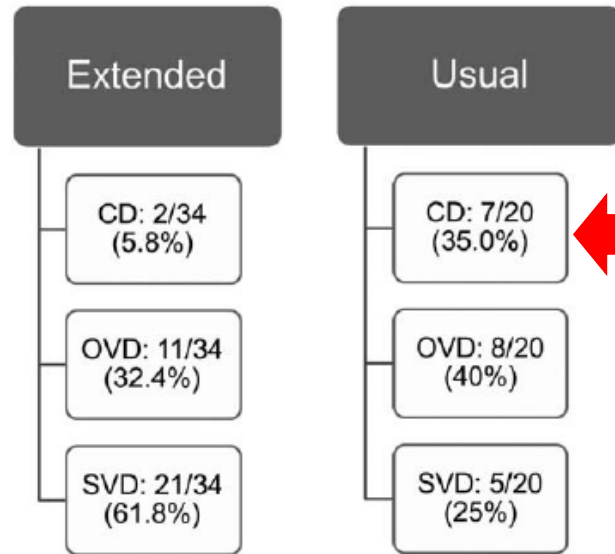 Extended
CD: 2/34
(5.8%)
OVD: 11/34
(32.4%)
SVD: 21/34
(61.8%)
Usual
CD: 7/20
(35.0%)
OVD: 8/20
(40%)
SVD: 5/20
(25%)